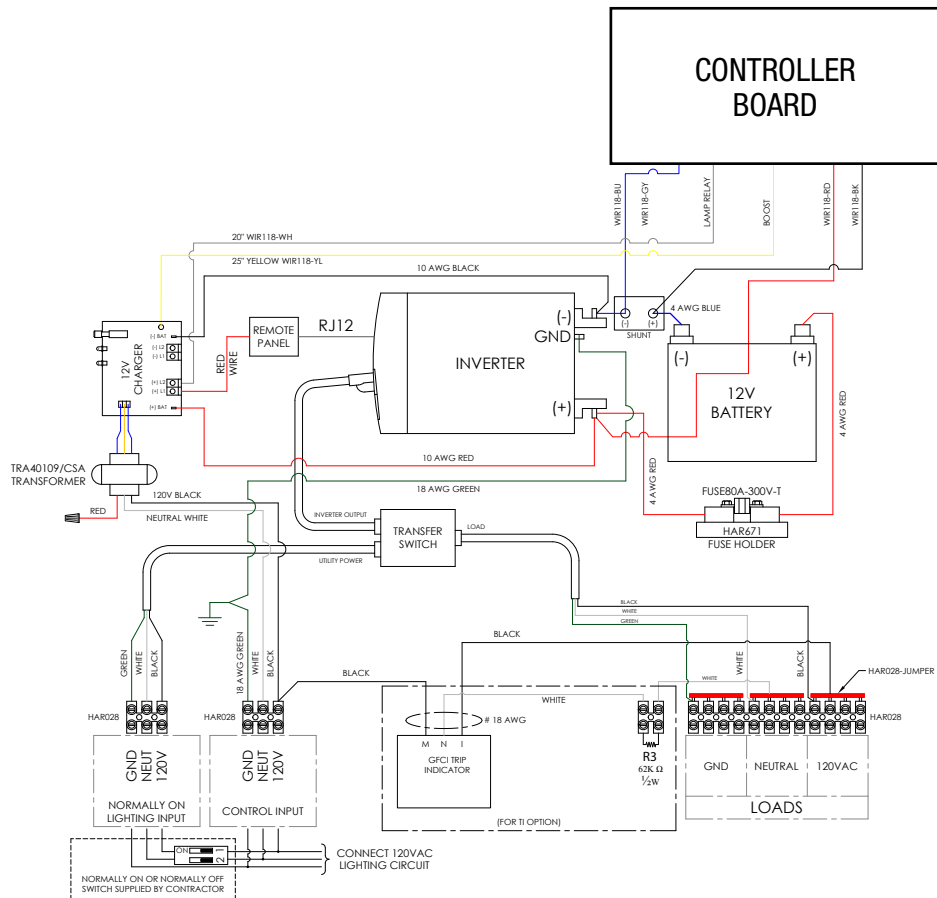 CONTROLLER
BOARD
WIR118-BU
WIR118-GY
LAMP RELAY
BOOST
WIR118-RD
WIR118-BK
20" WIR118-WH
25" YELLOW WIR118-YL
10 AWG BLACK
(-) BAT
(-) L2
(-) L1
(+) L2
(+) L1
(+) BAT
12V
CHARGER
RED
WIRE
REMOTE
PANEL
RJ12
INVERTER
(-)
GND
(+)
(-)
(+)
SHUNT
4 AWG BLUE
(-)
(+)
12V
BATTERY
4 AWG RED
4 AWG RED
10 AWG RED
18 AWG GREEN
FUSE80A-300V-T
HAR671
FUSE HOLDER
TRA40109/CSA
TRANSFORMER
RED
120V BLACK
NEUTRAL WHITE
INVERTER OUTPUT
UTILITY POWER
TRANSFER
SWITCH
LOAD
BLACK
WHITE
GREEN
GREEN
WHITE
BLACK
18 AWG GREEN
WHITE
BLACK
BLACK
BLACK
WHITE
WHITE
WHITE
BLACK
HAR028-JUMPER
HAR028
HAR028
HAR028
GND
NEUT
120V
NORMALLY ON
LIGHTING INPUT
GND
NEUT
120V
CONTROL INPUT
# 18 AWG
M N I
GFCI TRIP
INDICATOR
R3
62K Ω
½W
(FOR TI OPTION)
GND
NEUTRAL
120VAC
LOADS
ON
1
2
NORMALLY ON OR NORMALLY OFF
SWITCH SUPPLIED BY CONTRACTOR
CONNECT 120VAC
LIGHTING CIRCUIT